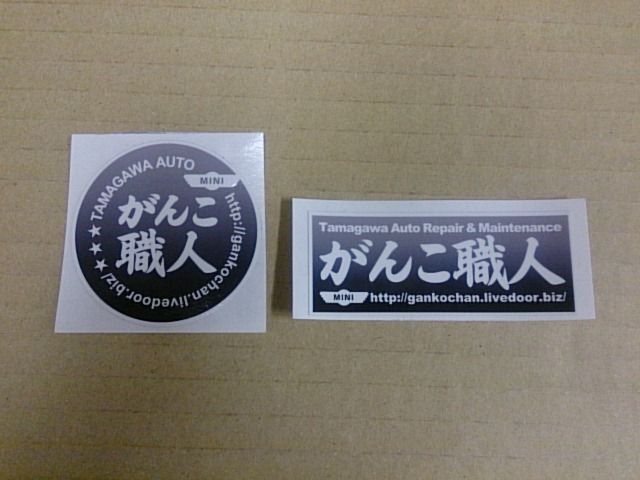 ★★★TAMAGAWA AUTO
MINI
がんこ
職人
http://gankochan.livedoor.biz/
Tamagawa Auto Repair & Maintenance
がんこ職人
MINI http://gankochan.livedoor.biz/